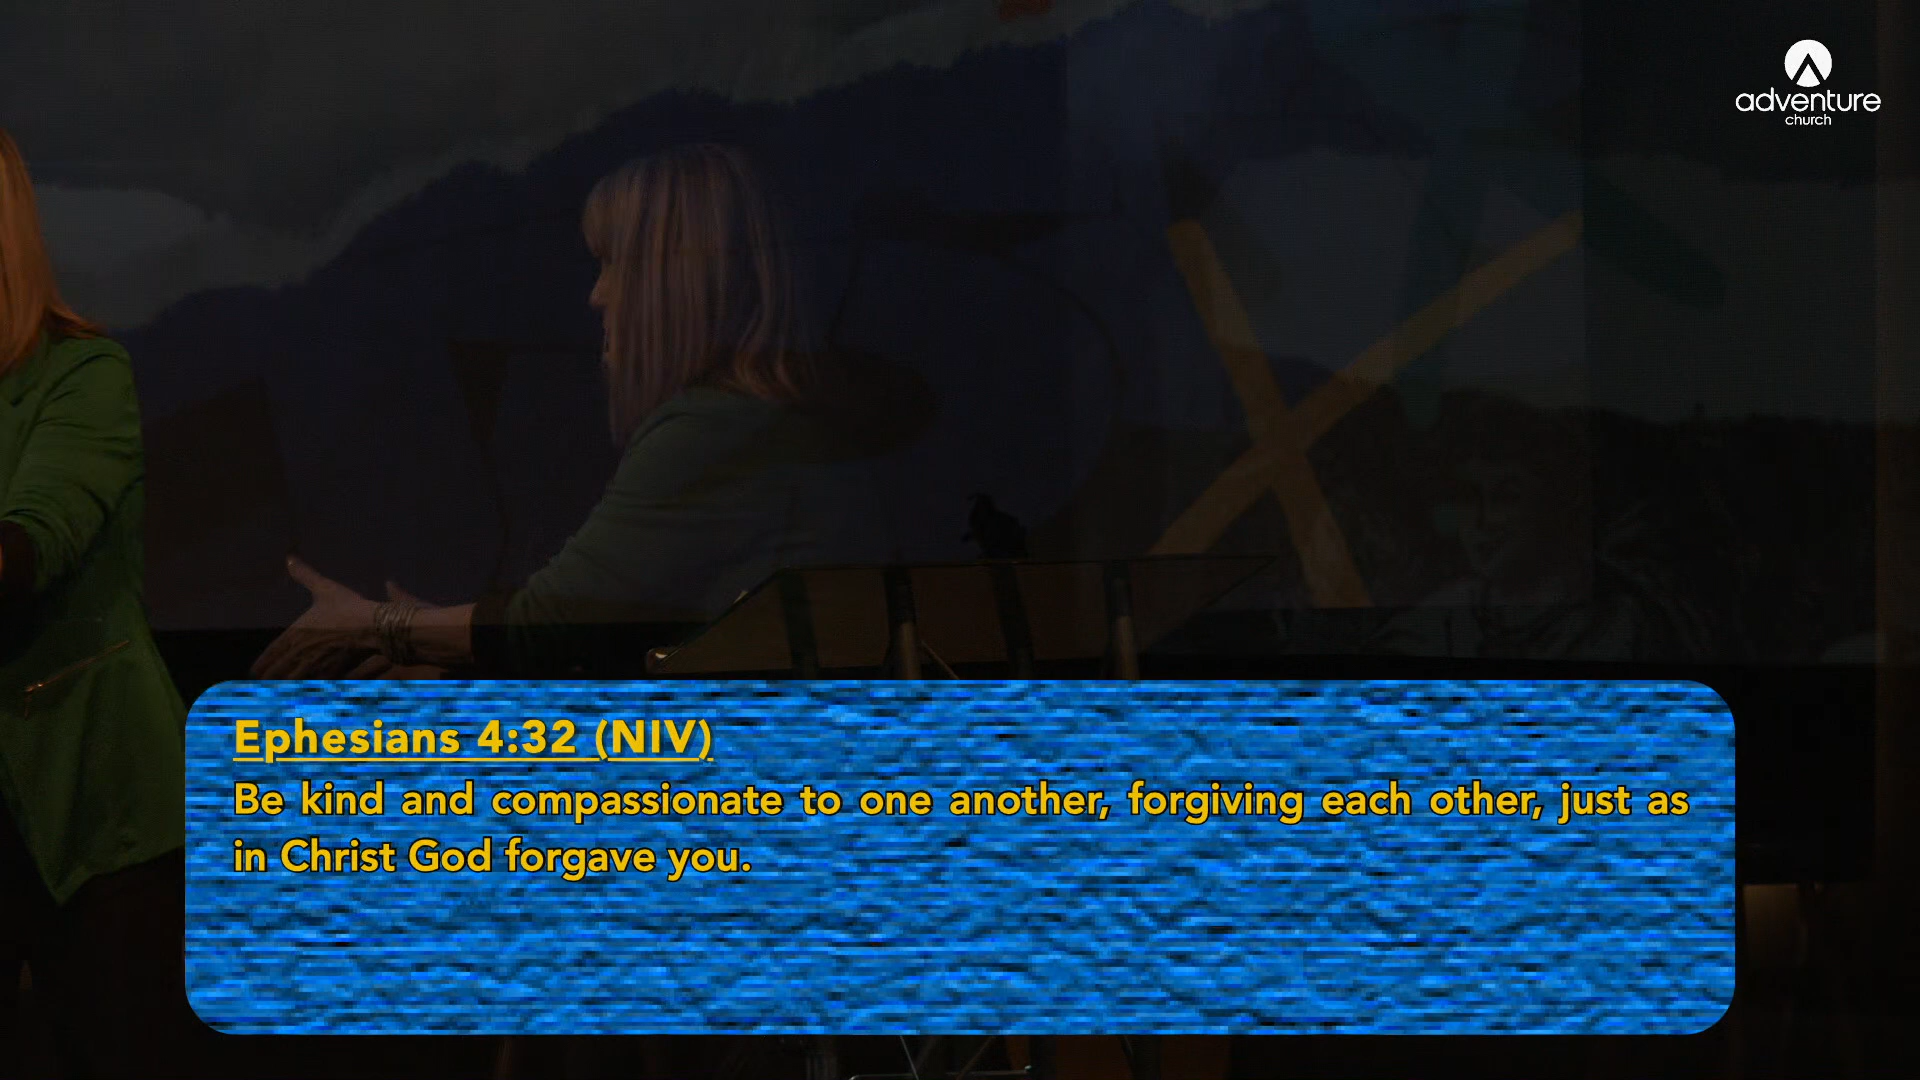 adventure
church
Ephesians 4:32 (NIV)
Be kind and compassionate to one another, forgiving each other, just as
in Christ God forgave you.